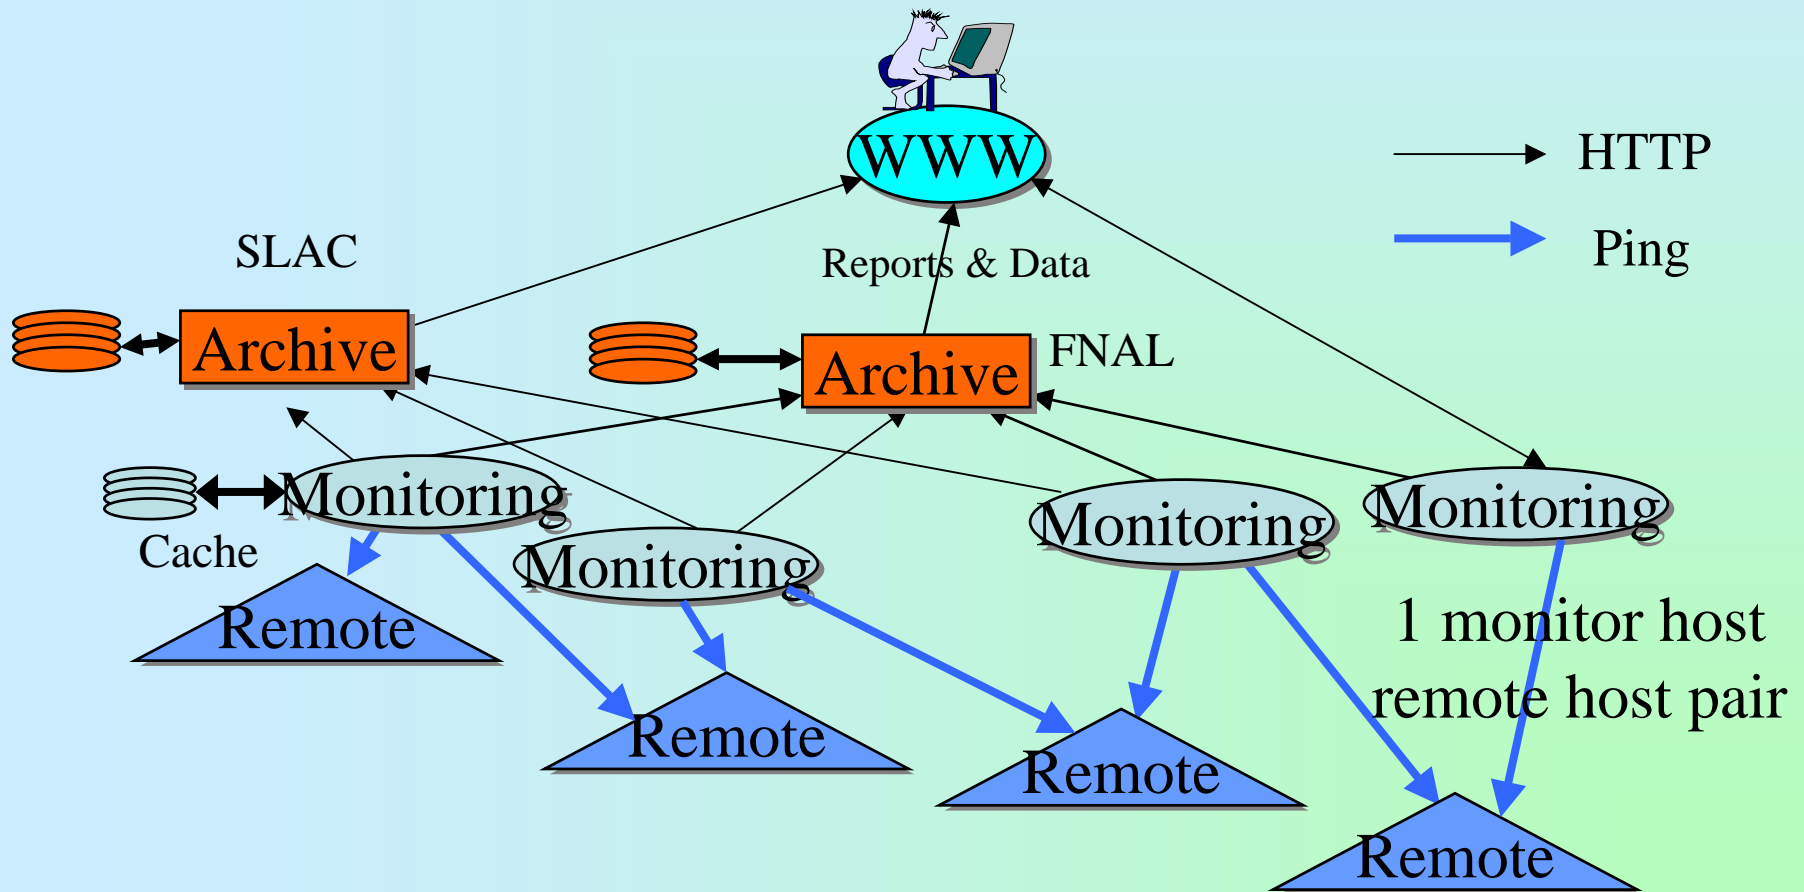 WWW
HTTP
Ping
SLAC
Reports & Data
Archive
Archive
FNAL
Monitoring
Cache
Monitoring
Monitoring
Monitoring
Remote
Remote
Remote
Remote
1 monitor host
remote host pair